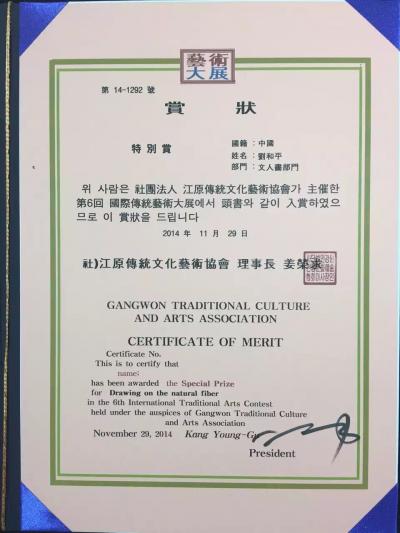 藝術
大展
第 14-1292 號
賞狀
特別賞
國籍 : 中國
姓名 : 劉和平
部門 : 文人畵部門
위 사람은 社團法人 江原傳統文化藝術協會가 主催한
第6回 國際傳統藝術大展에서 頭書와 같이 入賞하였으
므로 이 賞狀을 드립니다
2014 年 11 月 29 日
社)江原傳統文化藝術協會 理事長 姜榮求
GANGWON TRADITIONAL CULTURE
AND ARTS ASSOCIATION
CERTIFICATE OF MERIT
Certificate No.
This is to certify that
name:
has been awarded the Special Prize
for Drawing on the natural fiber
in the 6th International Traditional Arts Contest
held under the auspices of Gangwon Traditional Culture
and Arts Association
November 29, 2014 Kang Young-Gu
President